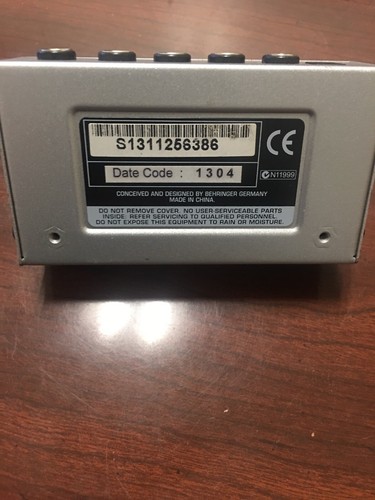 S1311256386
CE
Date Code : 1304
N11999
CONCEIVED AND DESIGNED BY BEHRINGER GERMANY
MADE IN CHINA.
DO NOT REMOVE COVER. NO USER-SERVICEABLE PARTS
INSIDE: REFER SERVICING TO QUALIFIED PERSONNEL.
DO NOT EXPOSE THIS EQUIPMENT TO RAIN OR MOISTURE.